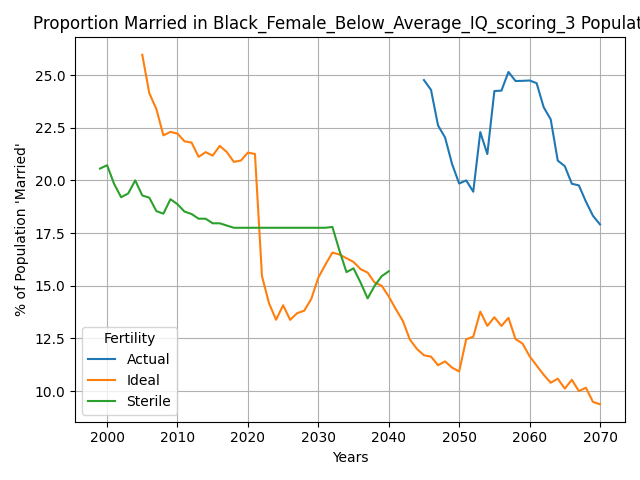 Proportion Married in Black_Female_Below_Average_IQ_scoring_3 Populat
25.0
22.5
20.0
17.5
15.0
12.5
10.0
% of Population 'Married'
Fertility
Actual
Ideal
Sterile
2000 2010 2020 2030 2040 2050 2060 2070
Years